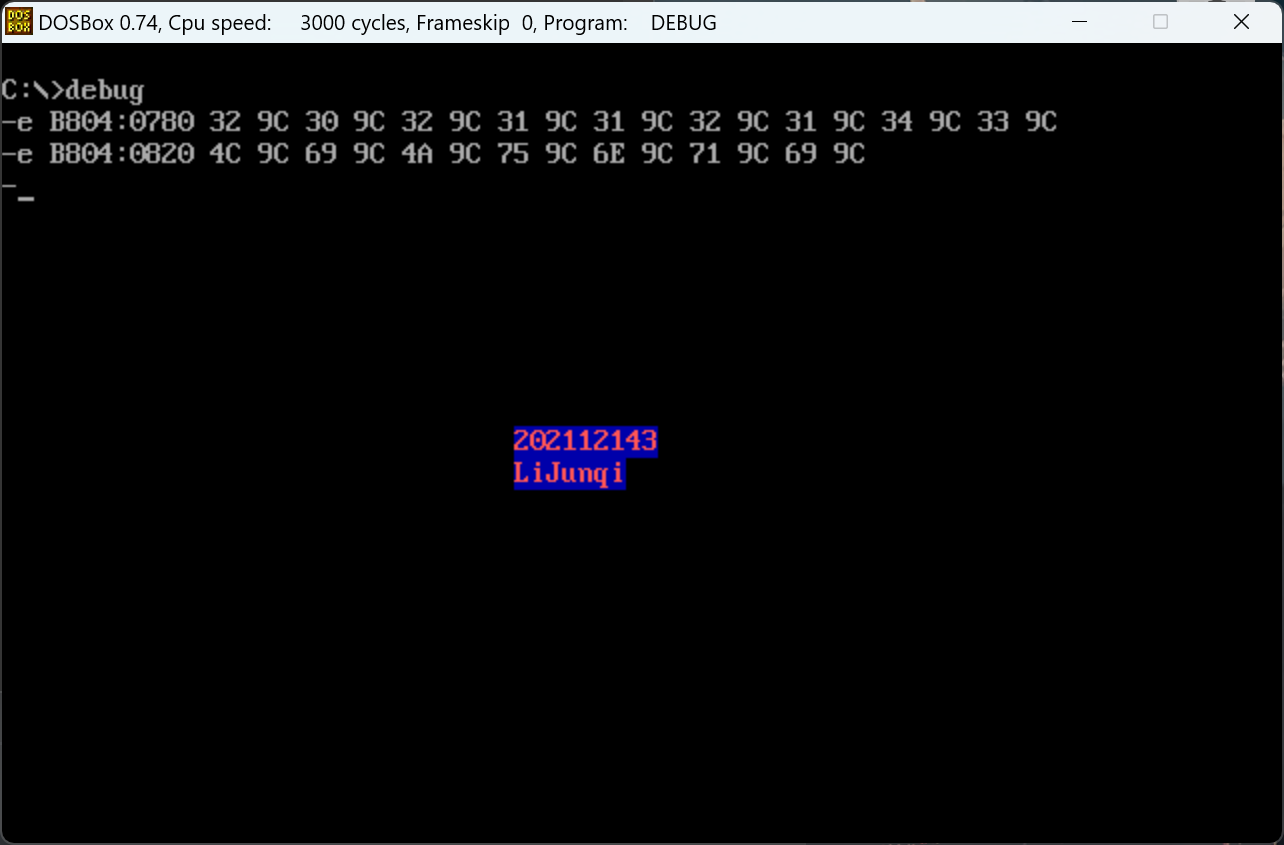 DOS BOX DOSBox 0.74, Cpu speed: 3000 cycles, Frameskip 0, Program: DEBUG
C:\>debug
-e B804:0780 32 9C 30 9C 32 9C 31 9C 31 9C 32 9C 31 9C 34 9C 33 9C
-e B804:0820 4C 9C 69 9C 4A 9C 75 9C 6E 9C 71 9C 69 9C
-_
202112143
LiJunqi